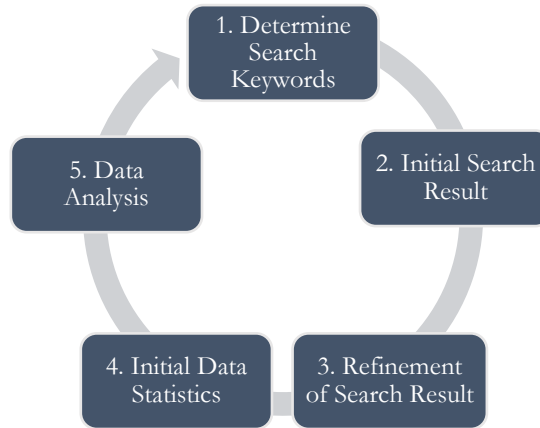 1. Determine
Search
Keywords
2. Initial Search
Result
3. Refinement
of Search Result
4. Initial Data
Statistics
5. Data
Analysis